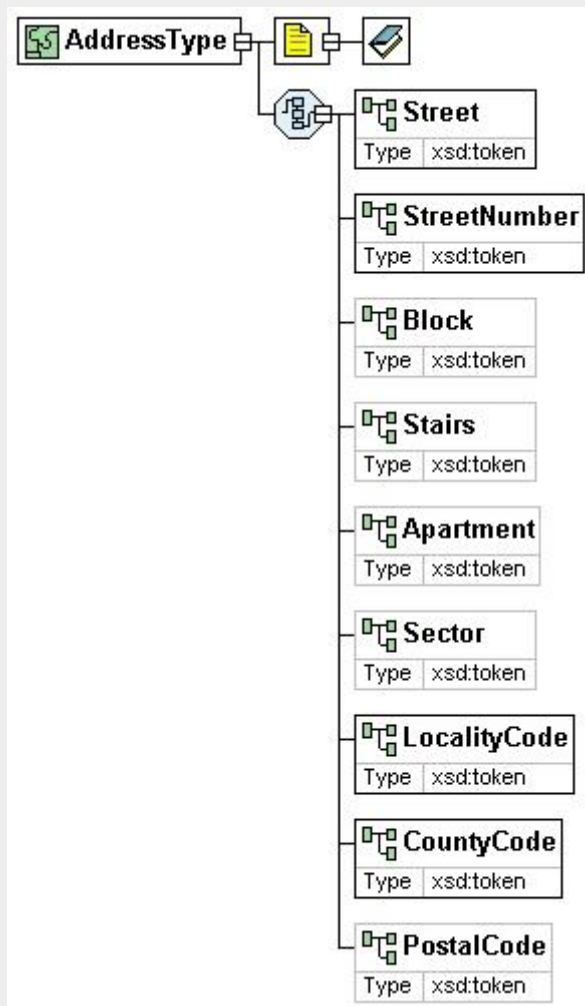 AddressType
Street
Type xsd:token
StreetNumber
Type xsd:token
Block
Type xsd:token
Stairs
Type xsd:token
Apartment
Type xsd:token
Sector
Type xsd:token
LocalityCode
Type xsd:token
CountyCode
Type xsd:token
PostalCode
Type xsd:token